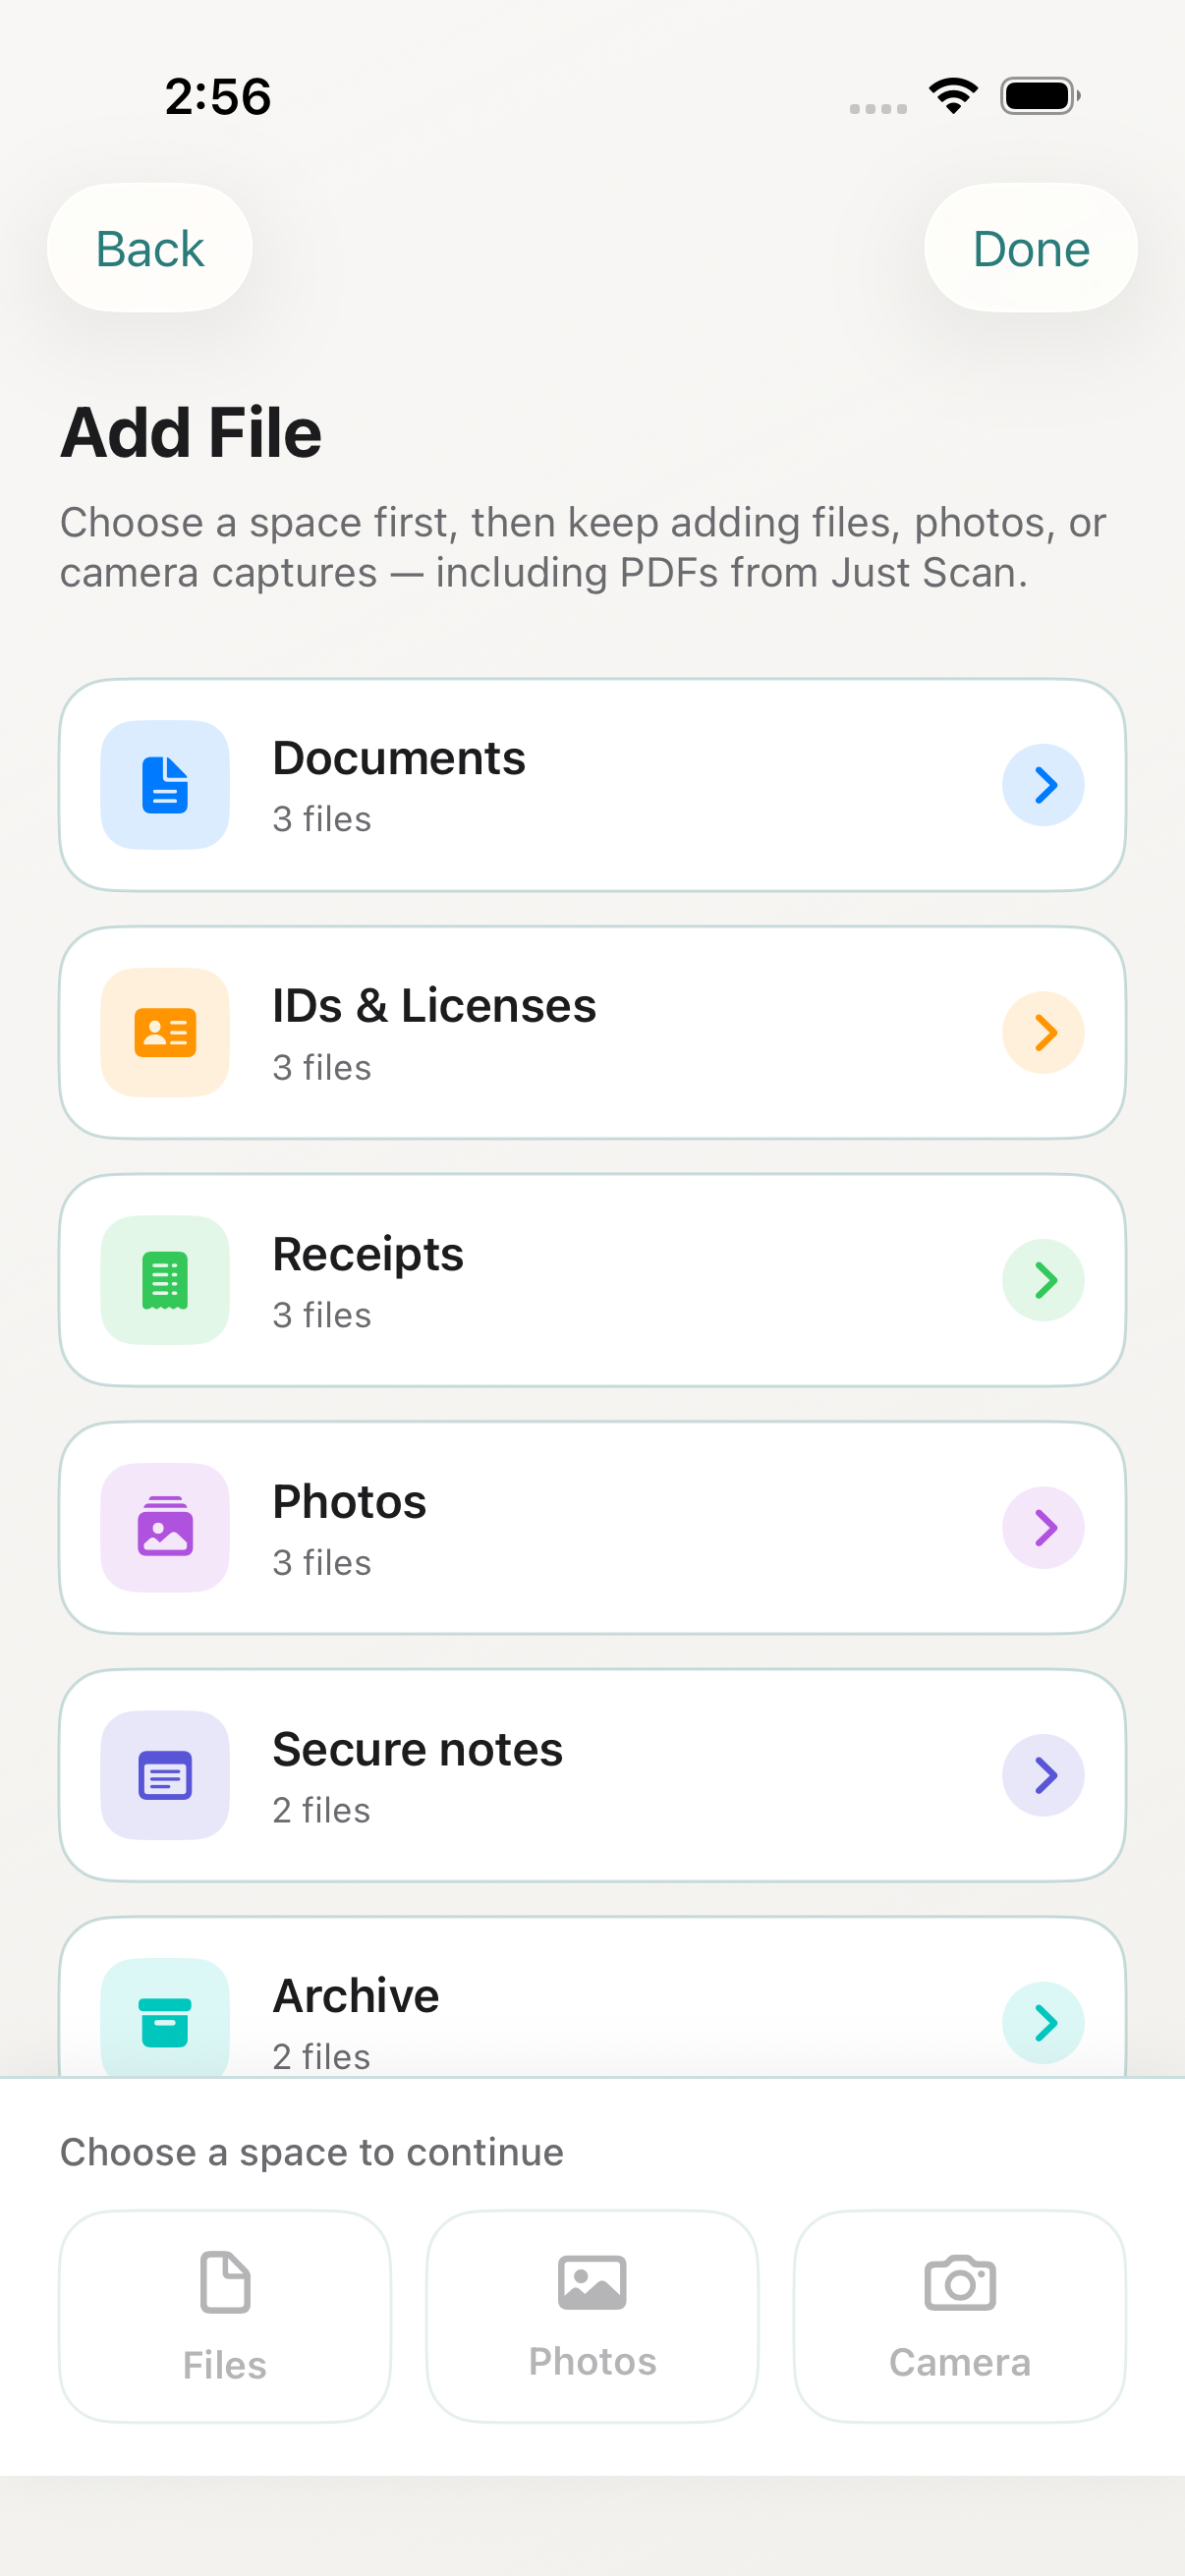 2:56
Back
Done
Add File
Choose a space first, then keep adding files, photos, or
camera captures — including PDFs from Just Scan.
Documents
3 files
IDs & Licenses
3 files
Receipts
3 files
Photos
3 files
Secure notes
2 files
Archive
2 files
Choose a space to continue
Files
Photos
Camera